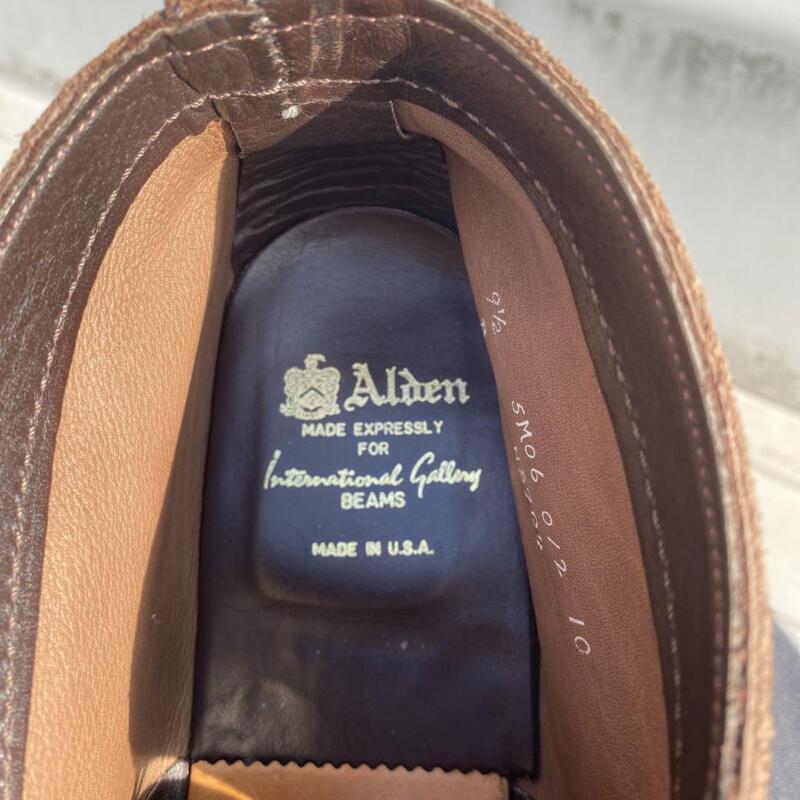 Alden
MADE EXPRESSLY
FOR
International Gallery
BEAMS
MADE IN U.S.A.
9½
5M06 012 10